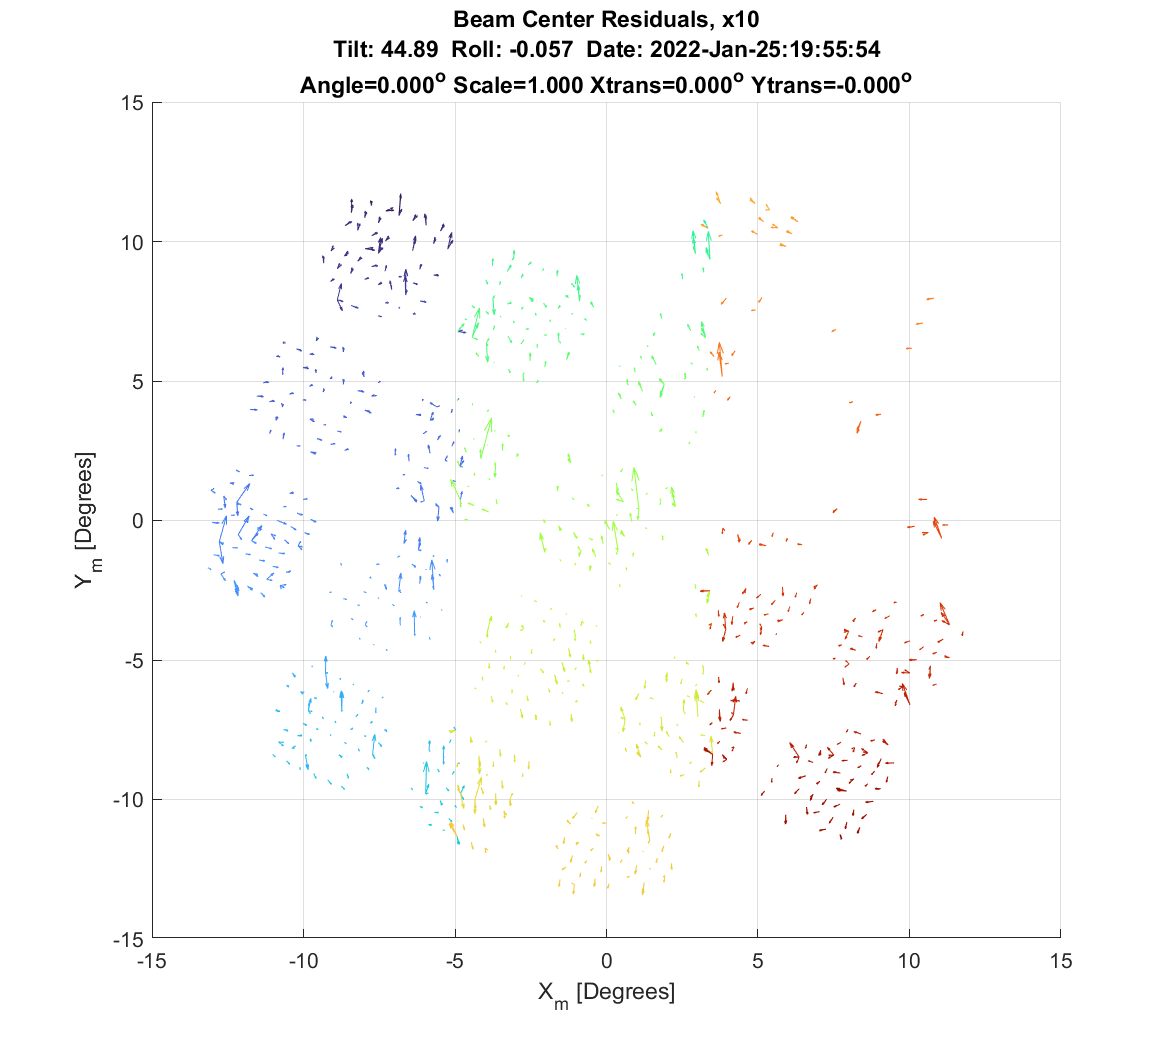 Beam Center Residuals, x10
Tilt: 44.89 Roll: -0.057 Date: 2022-Jan-25:19:55:54
Angle=0.000° Scale=1.000 Xtrans=0.000° Ytrans=-0.000°
15
10
5
0
-5
-10
-15
Y_m [Degrees]
-15 -10 -5 0 5 10 15
X_m [Degrees]